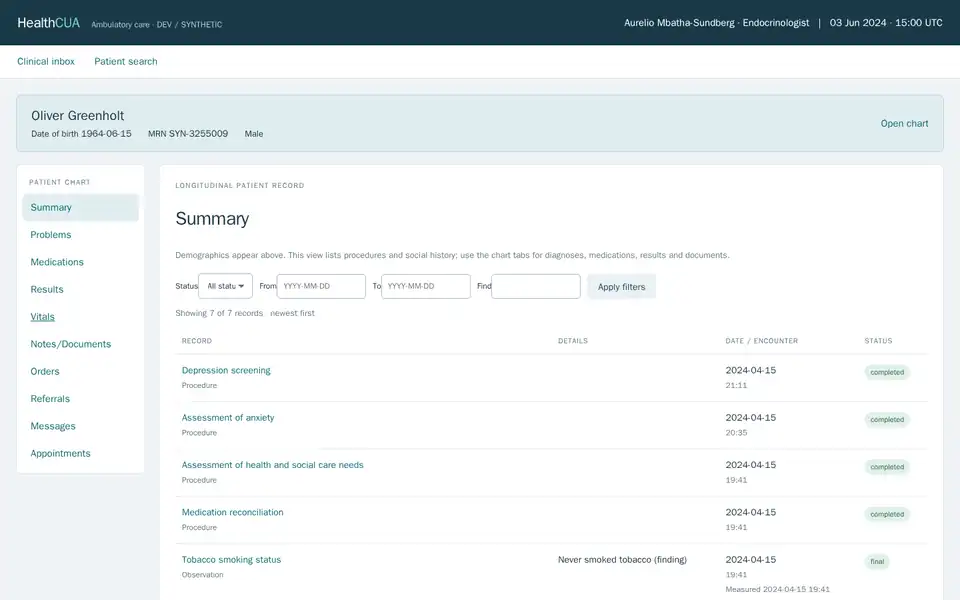 HealthCUA Ambulatory care · DEV / SYNTHETIC Aurelio Mbatha-Sundberg · Endocrinologist | 03 Jun 2024 · 15:00 UTC
Clinical inbox Patient search
Oliver Greenholt
Date of birth 1964-06-15 MRN SYN-3255009 Male
Open chart
PATIENT CHART
Summary
Problems
Medications
Results
Vitals
Notes/Documents
Orders
Referrals
Messages
Appointments
LONGITUDINAL PATIENT RECORD
Summary
Demographics appear above. This view lists procedures and social history; use the chart tabs for diagnoses, medications, results and documents.
Status All statu From YYYY-MM-DD To YYYY-MM-DD Find Apply filters
Showing 7 of 7 records newest first
RECORD DETAILS DATE / ENCOUNTER STATUS
Depression screening 2024-04-15 completed
Procedure 21:11
Assessment of anxiety 2024-04-15 completed
Procedure 20:35
Assessment of health and social care needs 2024-04-15 completed
Procedure 19:41
Medication reconciliation 2024-04-15 completed
Procedure 19:41
Tobacco smoking status Never smoked tobacco (finding) 2024-04-15 final
Observation 19:41
Measured 2024-04-15 19:41